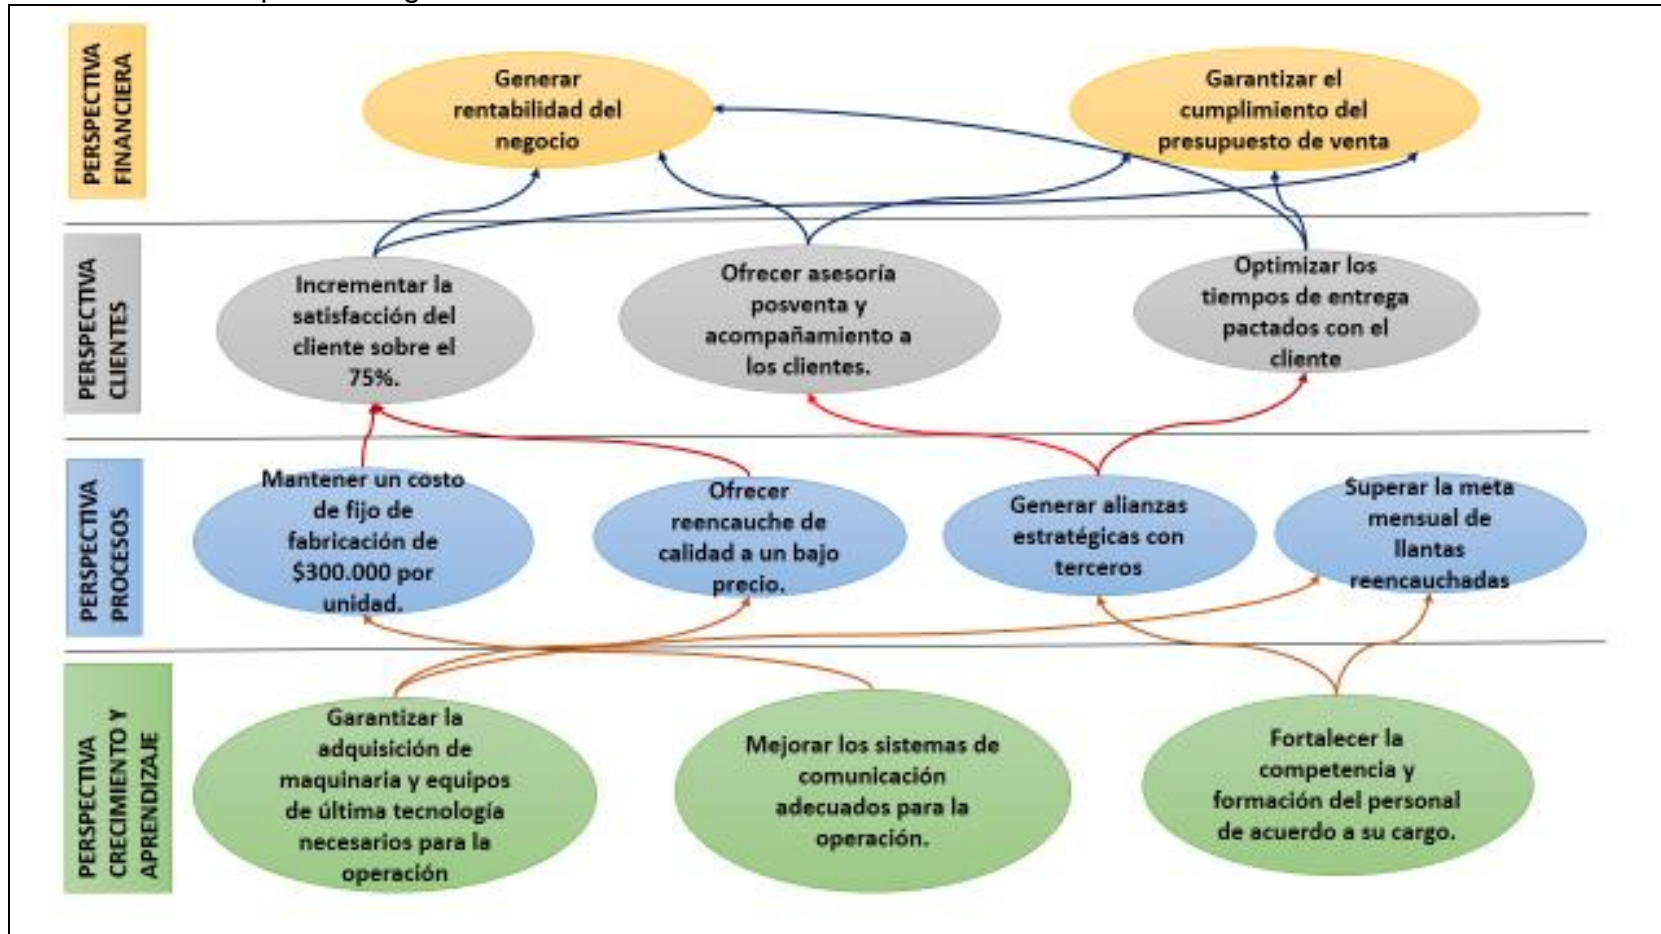 PERSPECTIVA
FINANCIERA
Generar
rentabilidad del
negocio
Garantizar el
cumplimiento del
presupuesto de venta
PERSPECTIVA
CLIENTES
Incrementar la
satisfacción del
cliente sobre el
75%.
Ofrecer asesoría
posventa y
acompañamiento a
los clientes.
Optimizar los
tiempos de entrega
pactados con el
cliente
PERSPECTIVA
PROCESOS
Mantener un costo
de fijo de
fabricación de
$300.000 por
unidad.
Ofrecer
reencauche de
calidad a un bajo
precio.
Generar alianzas
estratégicas con
terceros
Superar la meta
mensual de
llantas
reencauchadas
PERSPECTIVA
CRECIMIENTO Y
APRENDIZAJE
Garantizar la
adquisición de
maquinaria y equipos
de última tecnología
necesarios para la
operación
Mejorar los sistemas de
comunicación
adecuados para la
operación.
Fortalecer la
competencia y
formación del personal
de acuerdo a su cargo.